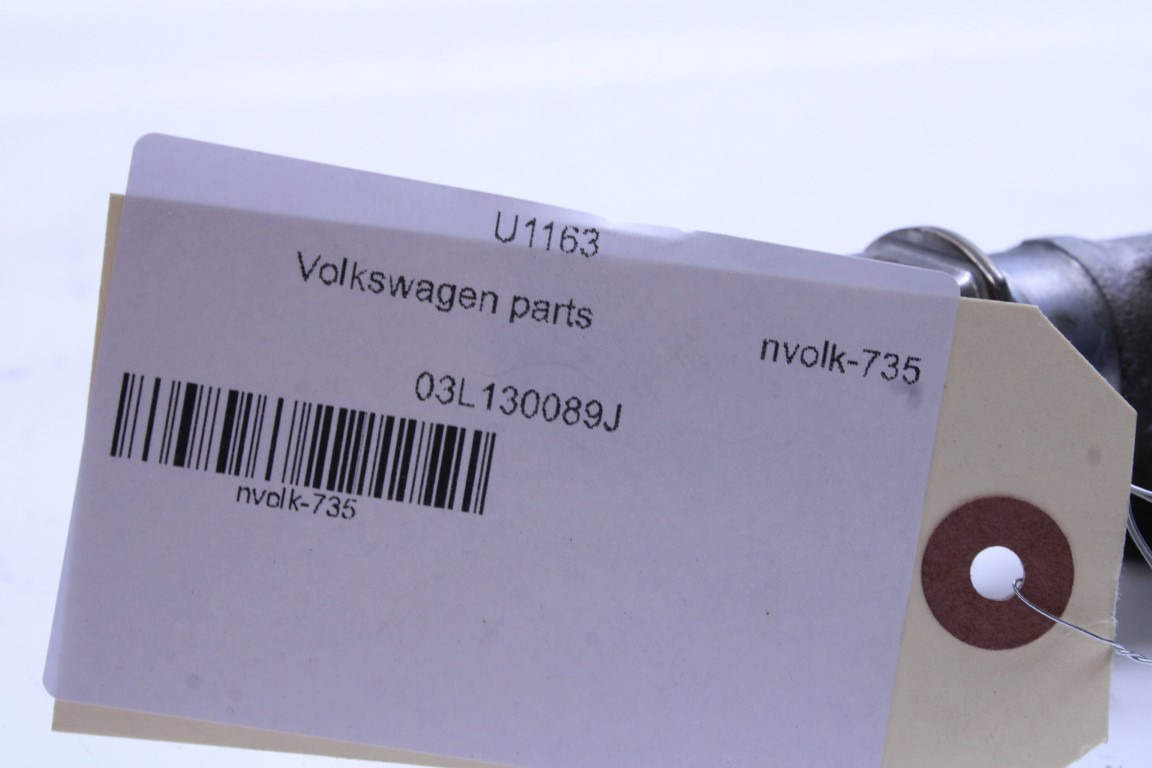 U1163
Volkswagen parts
nvolk-735
03L130089J
nvolk-735